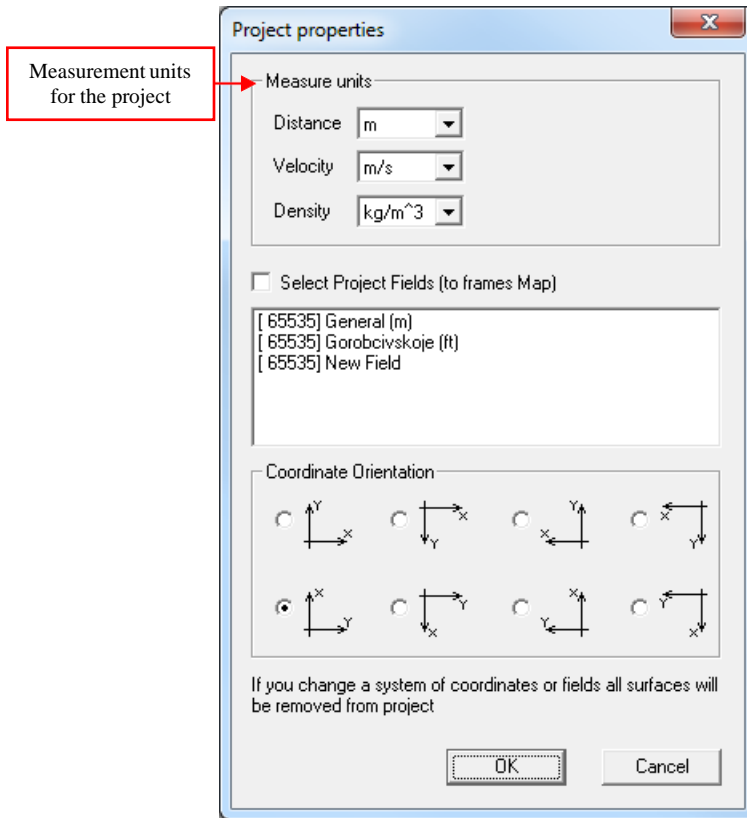 Project properties
Measurement units
for the project
Measure units
Distance m
Velocity m/s
Density kg/m^3
Select Project Fields (to frames Map)
[ 65535] General (m)
[ 65535] Gorobcivskoje (ft)
[ 65535] New Field
Coordinate Orientation
Y X
X Y
Y X
X Y
X Y
Y X
X Y
Y X
If you change a system of coordinates or fields all surfaces will
be removed from project
OK Cancel